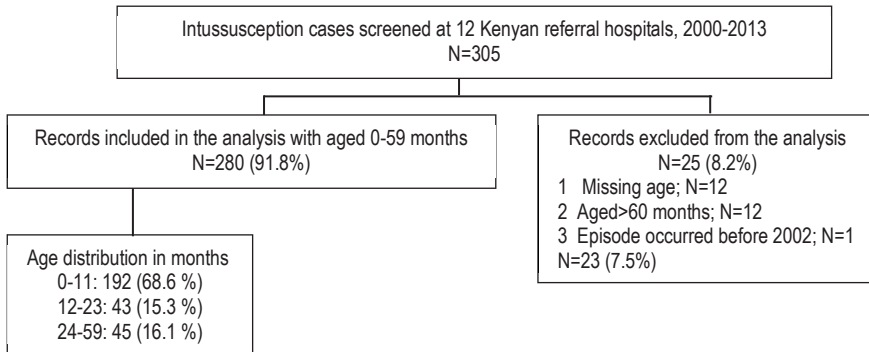 Intussusception cases screened at 12 Kenyan referral hospitals, 2000-2013
N=305
Records included in the analysis with aged 0-59 months
N=280 (91.8%)
Records excluded from the analysis
N=25 (8.2%)
1 Missing age; N=12
2 Aged>60 months; N=12
3 Episode occurred before 2002; N=1
N=23 (7.5%)
Age distribution in months
0-11: 192 (68.6 %)
12-23: 43 (15.3 %)
24-59: 45 (16.1 %)